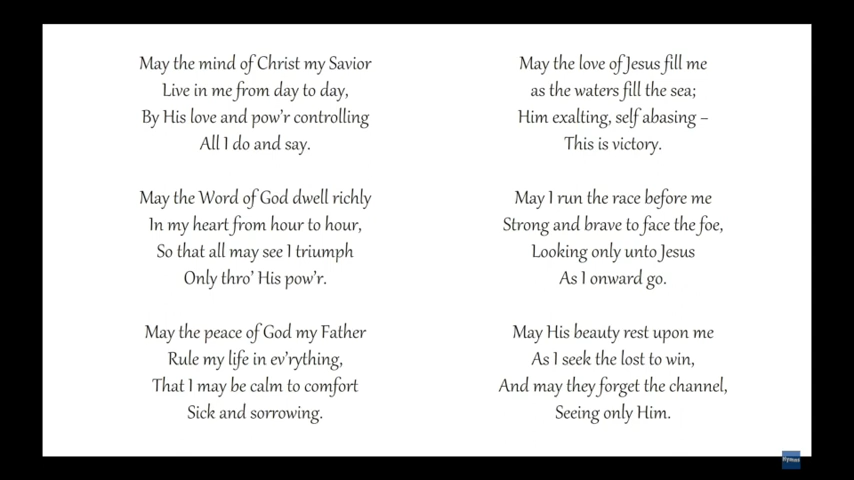 May the mind of Christ my Savior
Live in me from day to day,
By His love and pow'r controlling
All I do and say.
May the Word of God dwell richly
In my heart from hour to hour,
So that all may see I triumph
Only thro' His pow'r.
May the peace of God my Father
Rule my life in ev'rything,
That I may be calm to comfort
Sick and sorrowing.
May the love of Jesus fill me
as the waters fill the sea;
Him exalting, self abasing –
This is victory.
May I run the race before me
Strong and brave to face the foe,
Looking only unto Jesus
As I onward go.
May His beauty rest upon me
As I seek the lost to win,
And may they forget the channel,
Seeing only Him.
Hymns